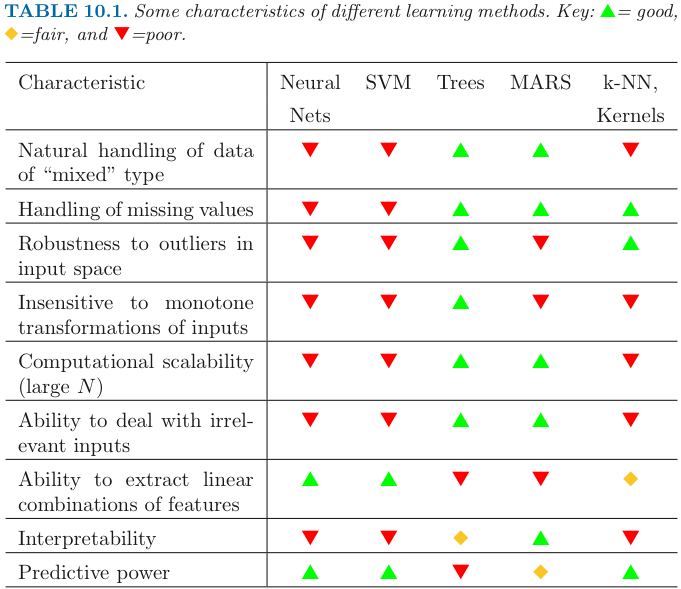 TABLE 10.1. Some characteristics of different learning methods. Key: ▲= good,
◆=fair, and ▼=poor.
Characteristic Neural SVM Trees MARS k-NN,
Nets Kernels
Natural handling of data ▼ ▼ ▲ ▲ ▼
of “mixed” type
Handling of missing values ▼ ▼ ▲ ▲ ▲
Robustness to outliers in ▼ ▼ ▲ ▼ ▲
input space
Insensitive to monotone ▼ ▼ ▲ ▼ ▼
transformations of inputs
Computational scalability ▼ ▼ ▲ ▲ ▼
(large N)
Ability to deal with irrel- ▼ ▼ ▲ ▲ ▼
evant inputs
Ability to extract linear ▲ ▲ ▼ ▼ ◆
combinations of features
Interpretability ▼ ▼ ◆ ▲ ▼
Predictive power ▲ ▲ ▼ ◆ ▲